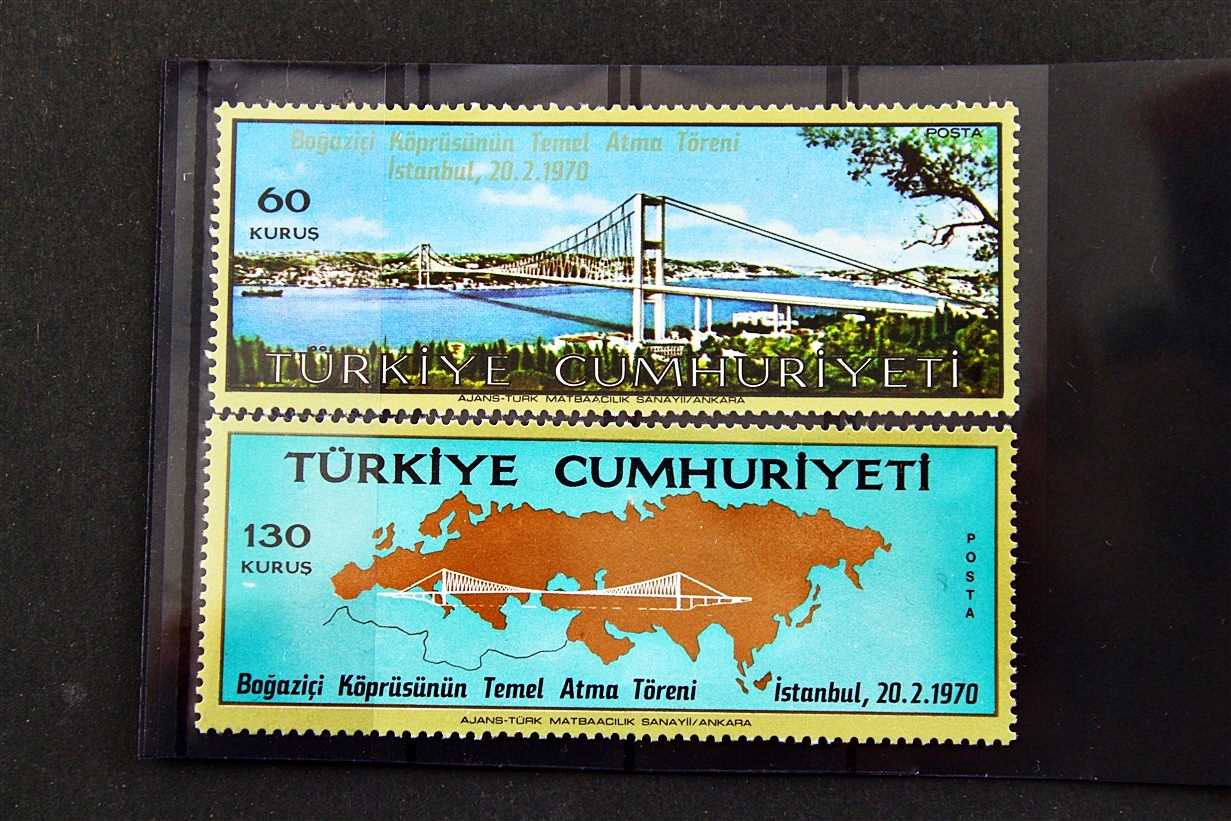 Boğaziçi Köprüsünün Temel Atma Töreni
İstanbul, 20.2.1970
POSTA
60
KURUŞ
TÜRKİYE CUMHURİYETİ
AJANS-TÜRK MATBAACILIK SANAYİİ/ANKARA
TÜRKİYE CUMHURİYETİ
130
KURUŞ
POSTA
Boğaziçi Köprüsünün Temel Atma Töreni İstanbul, 20.2.1970
AJANS-TÜRK MATBAACILIK SANAYİİ/ANKARA